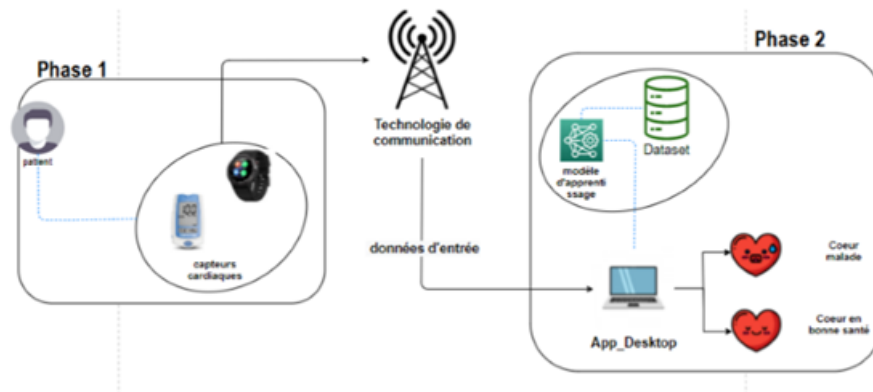 Phase 1
patient
capteurs
cardiaques
Technologie de
communication
données d'entrée
Phase 2
Dataset
modèle
d'apprenti
ssage
App_Desktop
Coeur
malade
Coeur en
bonne santé